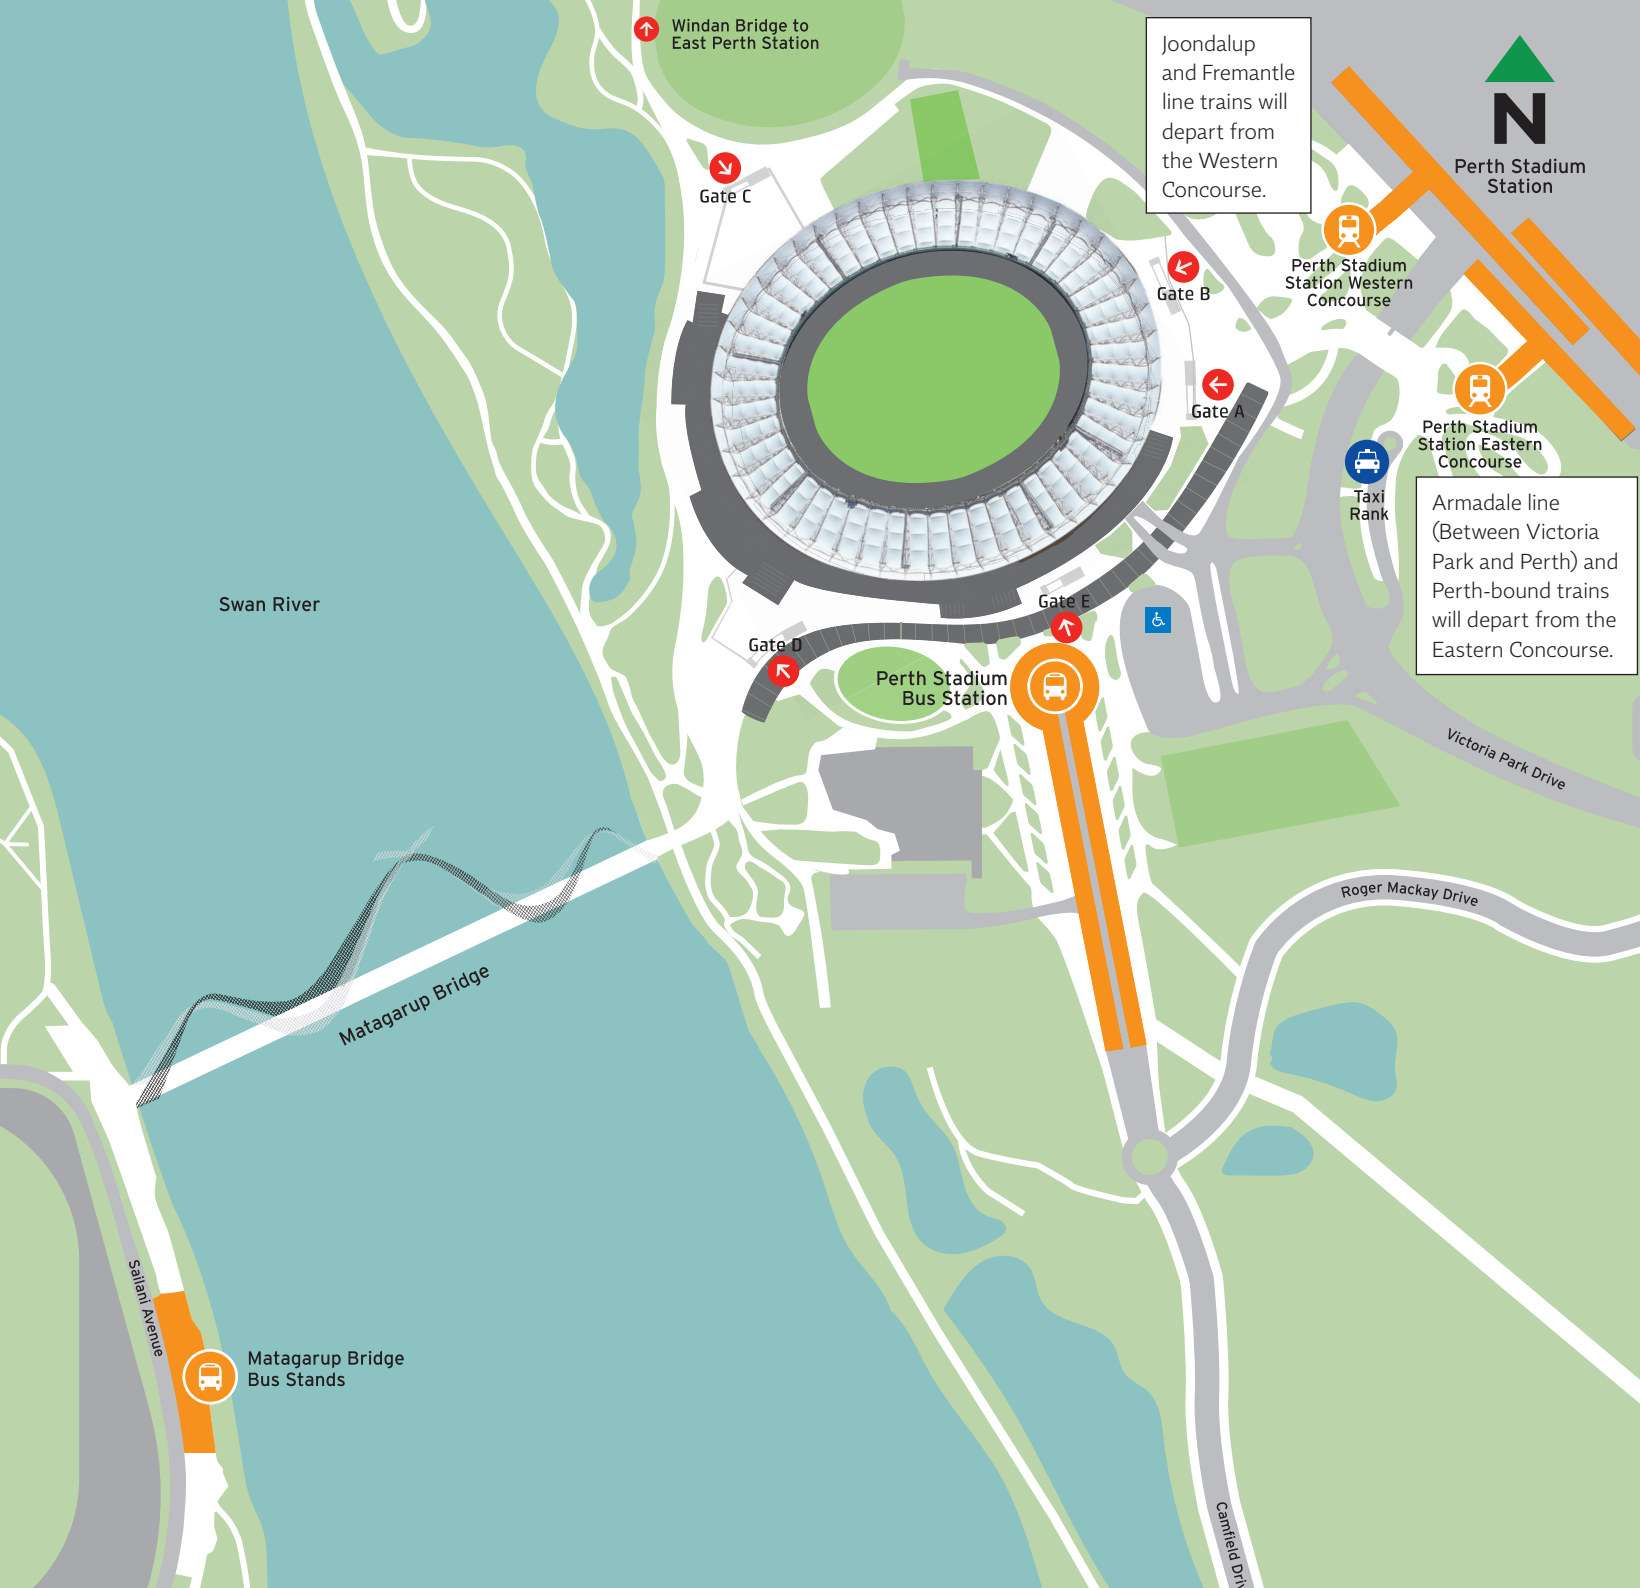 Windan Bridge to
East Perth Station
Joondalup
and Fremantle
line trains will
depart from
the Western
Concourse.
N
Perth Stadium
Station
Gate C
Gate B
Perth Stadium
Station Western
Concourse
Gate A
Perth Stadium
Station Eastern
Concourse
Taxi
Rank
Armadale line
(Between Victoria
Park and Perth) and
Perth-bound trains
will depart from the
Eastern Concourse.
Swan River
Gate E
Gate D
Perth Stadium
Bus Station
Victoria Park Drive
Roger Mackay Drive
Matagarup Bridge
Sailani Avenue
Matagarup Bridge
Bus Stands
Camfield Driv